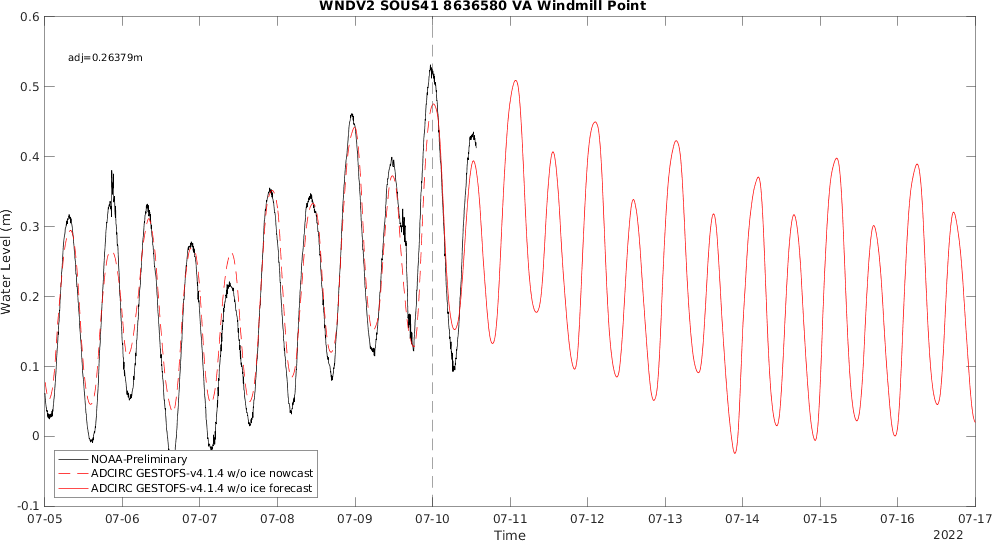 WNDV2 SOUS41 8636580 VA Windmill Point
adj=0.26379m
Water Level (m)
0.6
0.5
0.4
0.3
0.2
0.1
0
-0.1
NOAA-Preliminary
ADCIRC GESTOFS-v4.1.4 w/o ice nowcast
ADCIRC GESTOFS-v4.1.4 w/o ice forecast
07-05 07-06 07-07 07-08 07-09 07-10 07-11 07-12 07-13 07-14 07-15 07-16 07-17
Time
2022